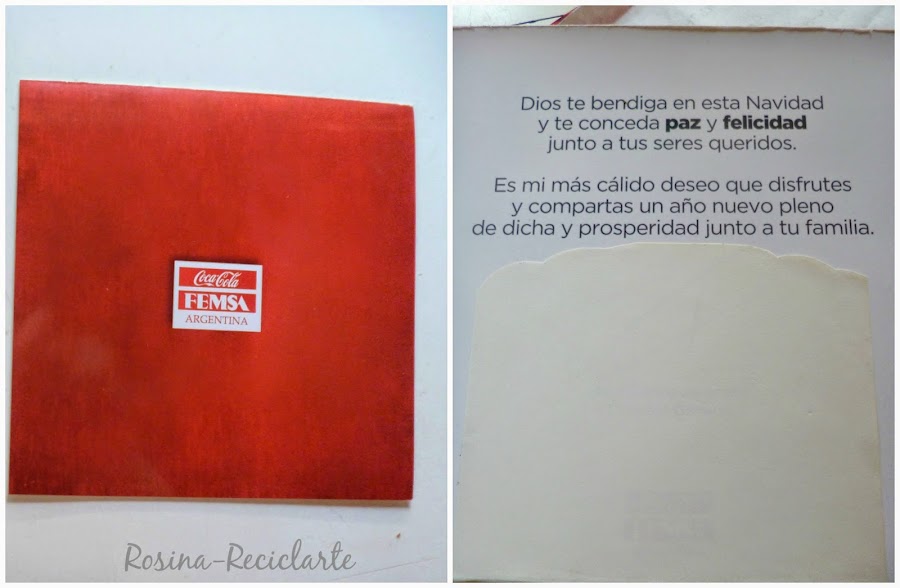 Coca-Cola
FEMSA
ARGENTINA
Rosina-Reciclarte
Dios te bendiga en esta Navidad
y te conceda paz y felicidad
junto a tus seres queridos.
Es mi más cálido deseo que disfrutes
y compartas un año nuevo pleno
de dicha y prosperidad junto a tu familia.